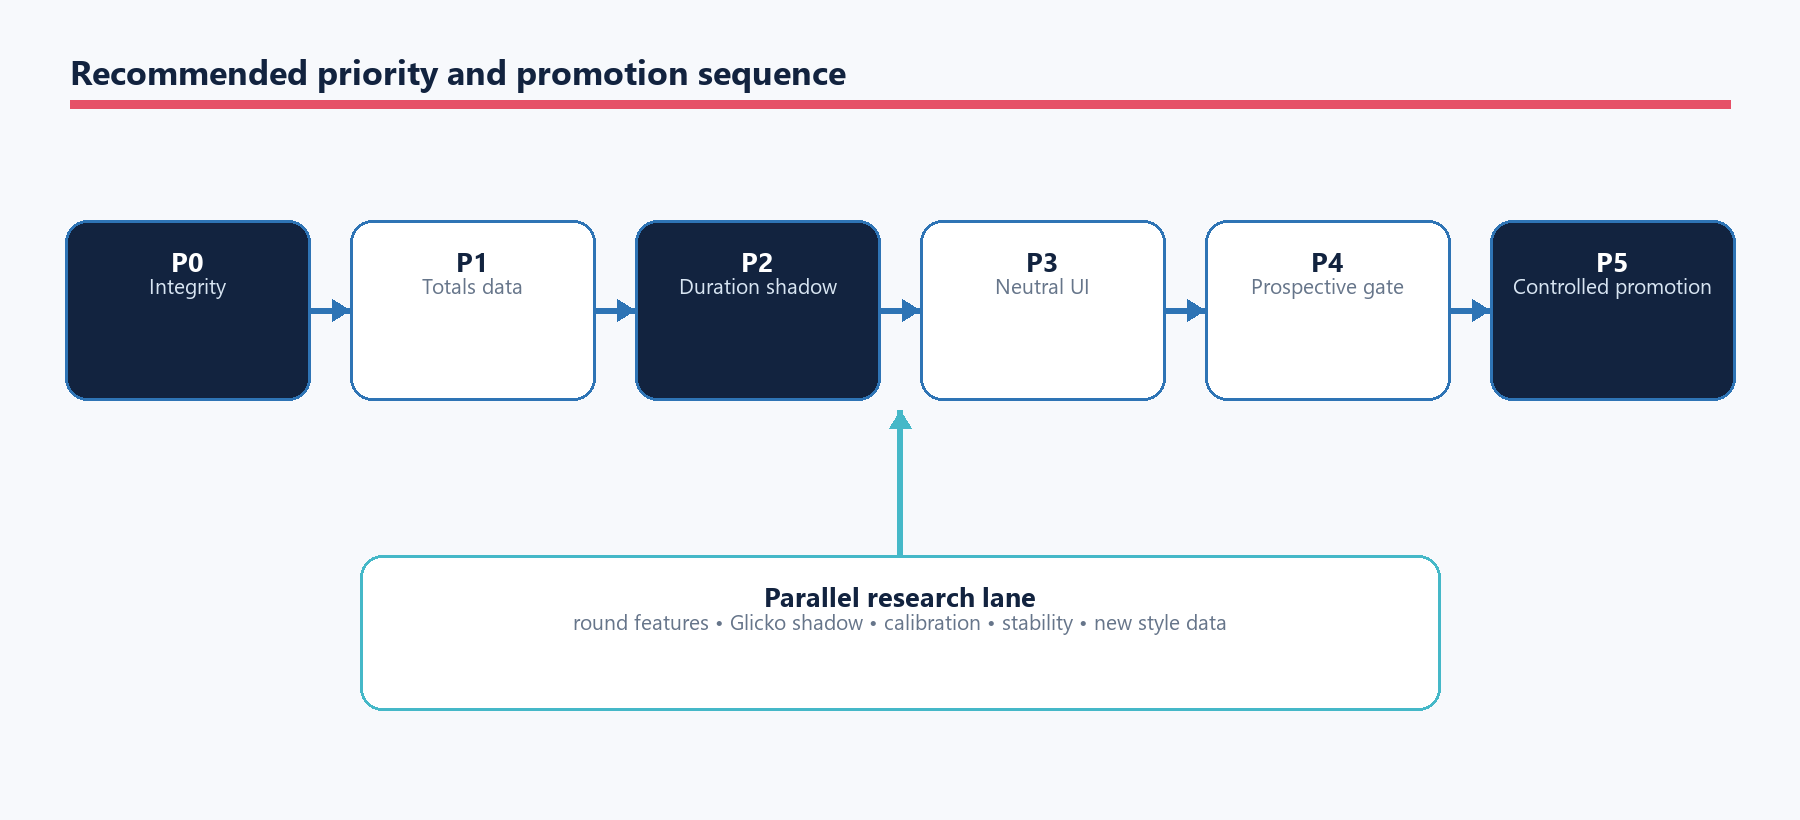 Recommended priority and promotion sequence
P0
Integrity
P1
Totals data
P2
Duration shadow
P3
Neutral UI
P4
Prospective gate
P5
Controlled promotion
Parallel research lane
round features • Glicko shadow • calibration • stability • new style data